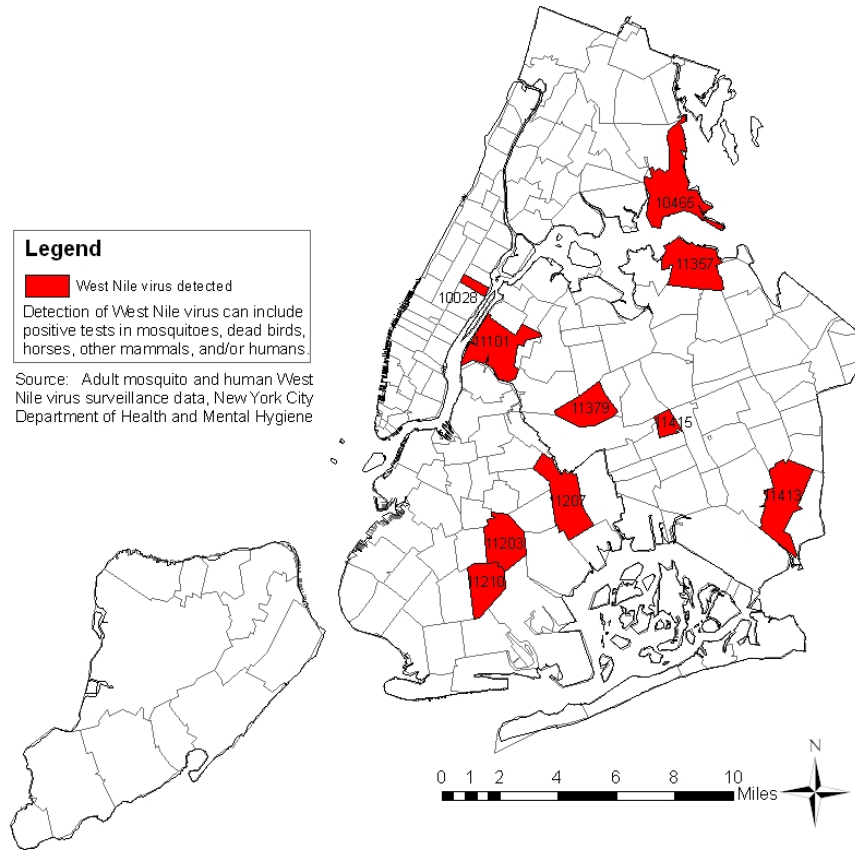 10465
11357
Legend
West Nile virus detected
Detection of West Nile virus can include
positive tests in mosquitoes, dead birds,
horses, other mammals, and/or humans.
10028
11101
Source: Adult mosquito and human West
Nile virus surveillance data, New York City
Department of Health and Mental Hygiene
11379
11415
11413
11207
11203
11210
N
0 1 2 4 6 8 10
Miles